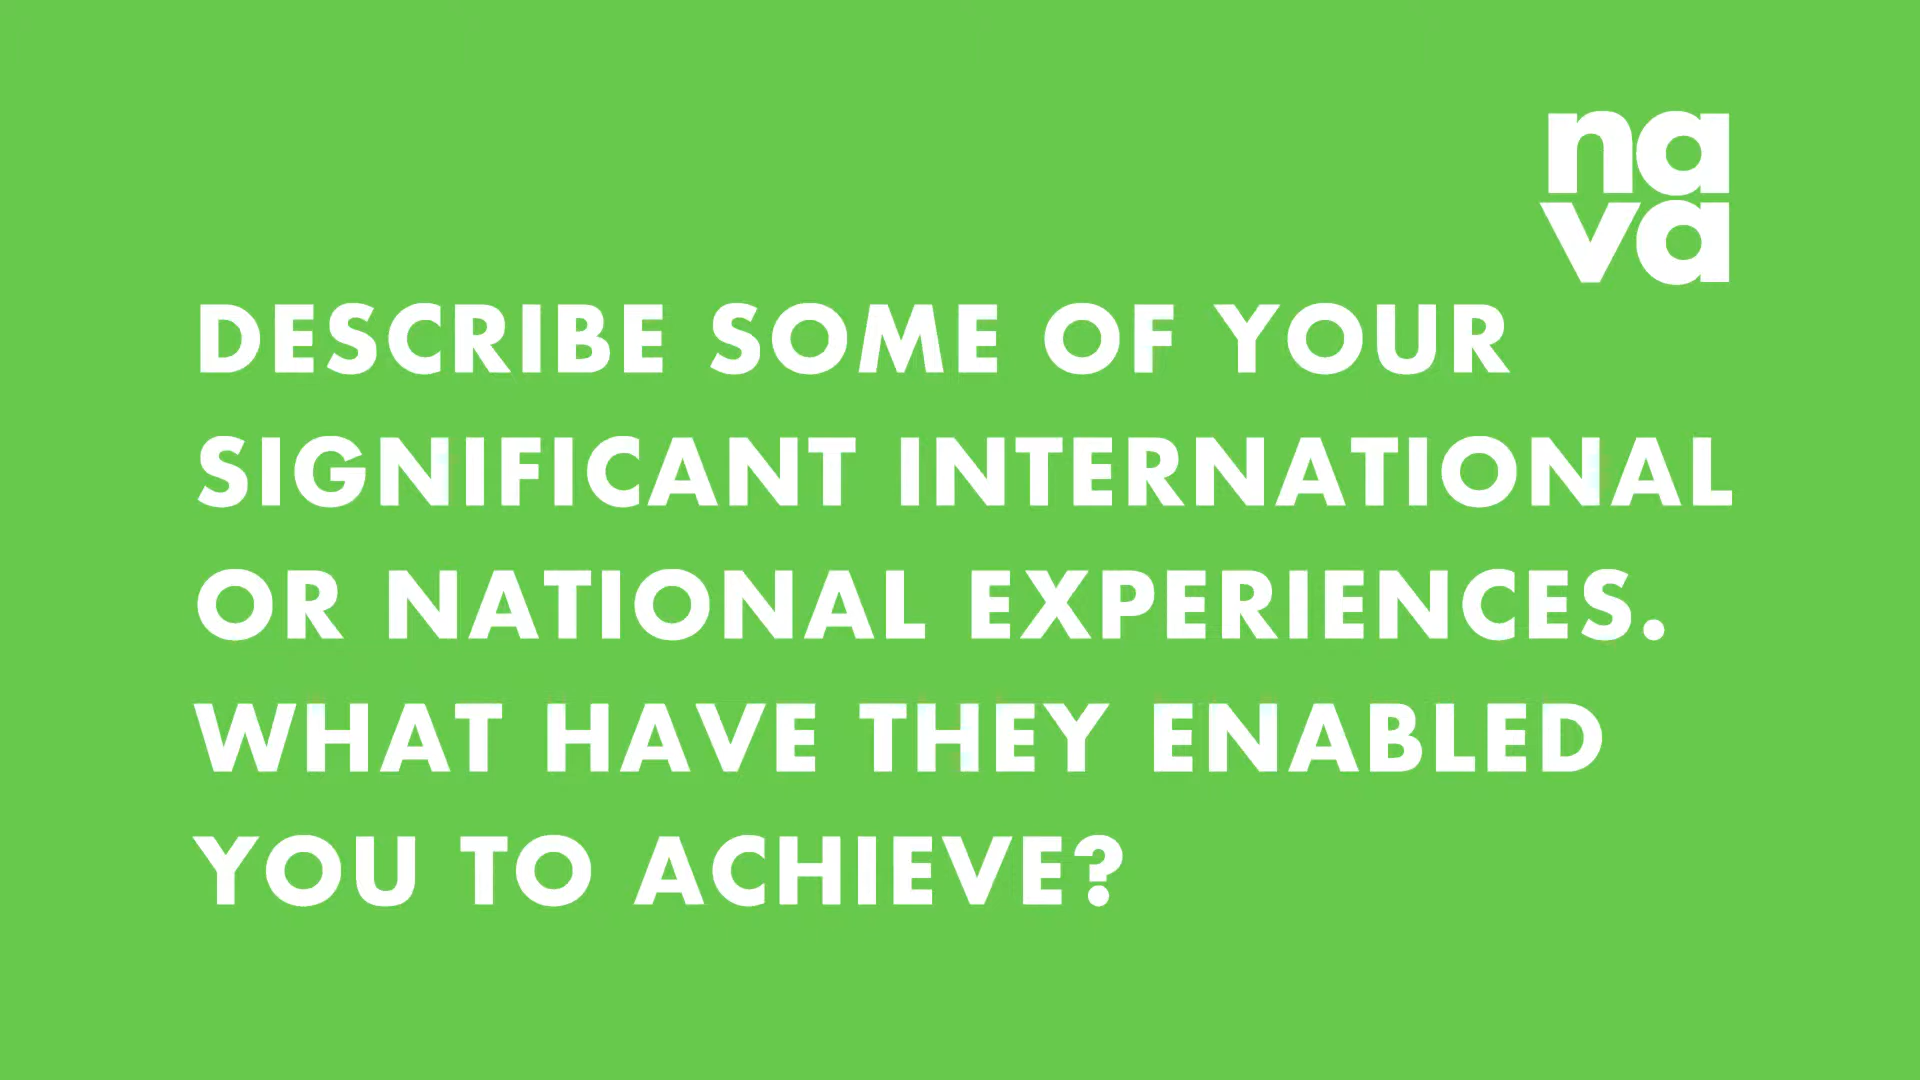 na
va
DESCRIBE SOME OF YOUR
SIGNIFICANT INTERNATIONAL
OR NATIONAL EXPERIENCES.
WHAT HAVE THEY ENABLED
YOU TO ACHIEVE?